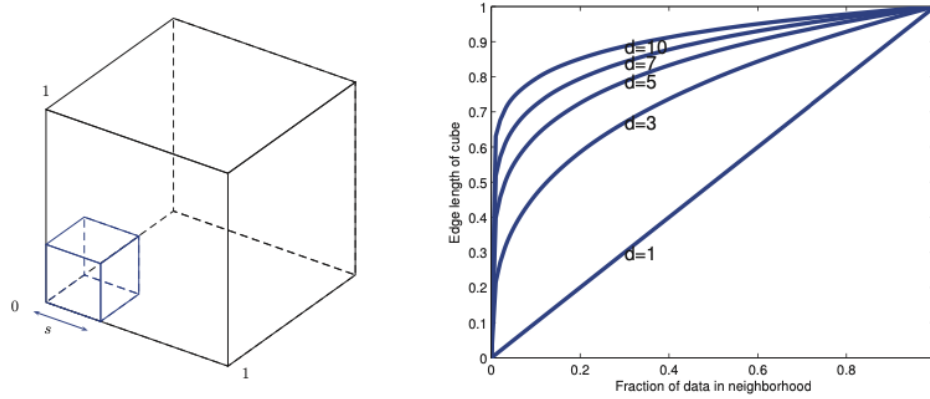 1
0
s
1
1
0.9
0.8
0.7
0.6
0.5
0.4
0.3
0.2
0.1
0
Edge length of cube
d=10
d=7
d=5
d=3
d=1
0
0.2
0.4
0.6
0.8
Fraction of data in neighborhood